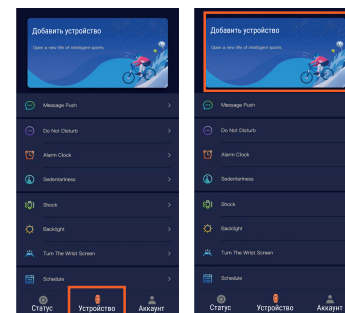 Добавить устройство
Open a new life of intelligent sports
Message Push
Do Not Disturb
Alarm Clock
Sedentariness
Shock
Backlight
Turn The Wrist Screen
Schedule
Статус
Устройство
Аккаунт
Добавить устройство
Open a new life of intelligent sports
Message Push
Do Not Disturb
Alarm Clock
Sedentariness
Shock
Backlight
Turn The Wrist Screen
Schedule
Статус
Устройство
Аккаунт